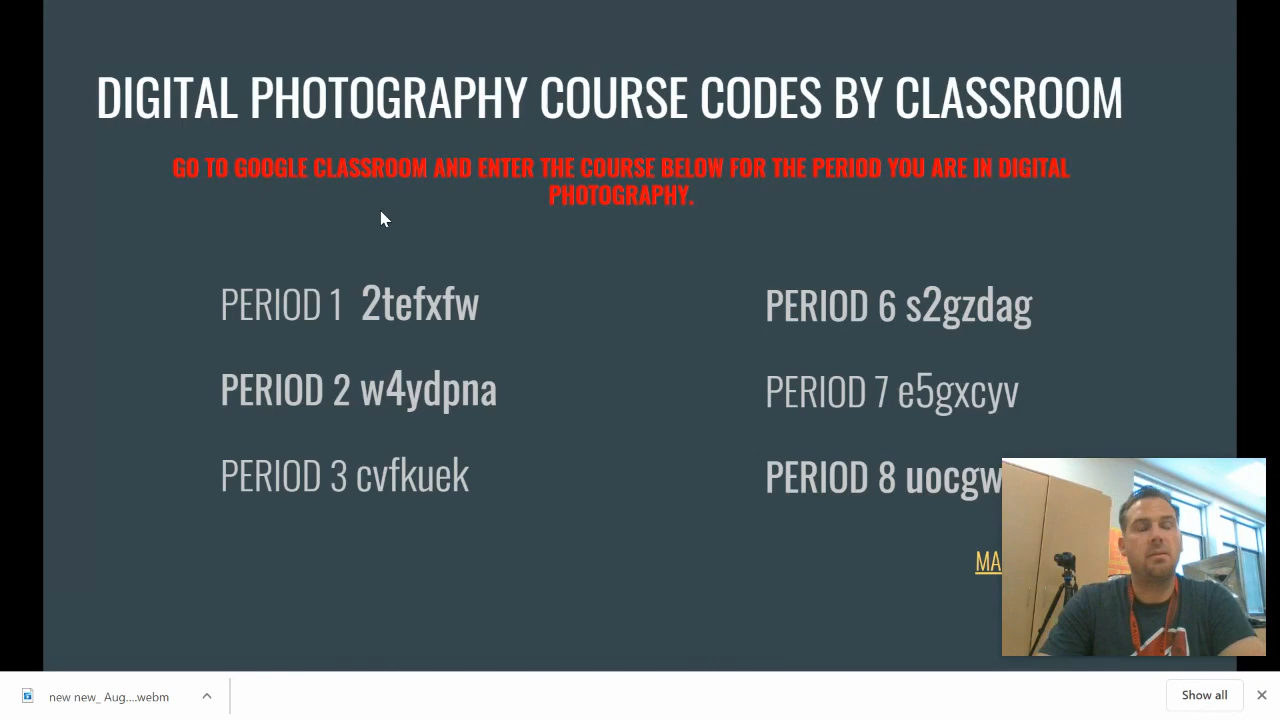 DIGITAL PHOTOGRAPHY COURSE CODES BY CLASSROOM
GO TO GOOGLE CLASSROOM AND ENTER THE COURSE BELOW FOR THE PERIOD YOU ARE IN DIGITAL
PHOTOGRAPHY.
PERIOD 1 2tefxfw
PERIOD 2 w4ydpna
PERIOD 3 cvfkuek
PERIOD 6 s2gzdag
PERIOD 7 e5gxcyv
PERIOD 8
new new_ Aug....webm
Show all